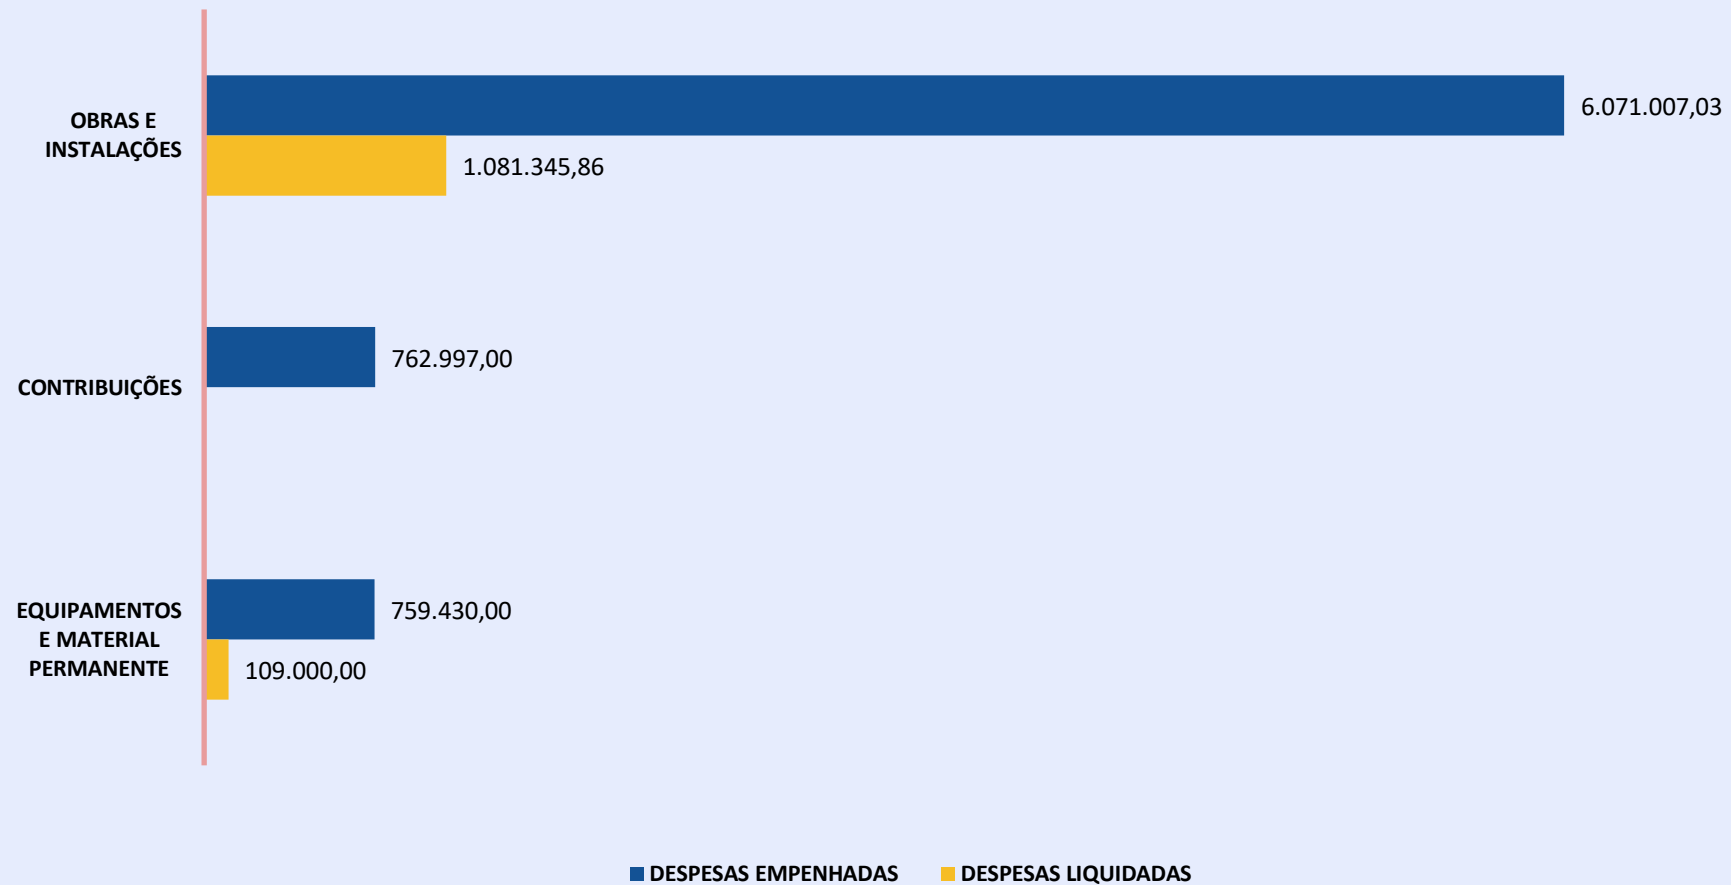 OBRAS E
INSTALAÇÕES
6.071.007,03
1.081.345,86
CONTRIBUIÇÕES
762.997,00
EQUIPAMENTOS
E MATERIAL
PERMANENTE
759.430,00
109.000,00
DESPESAS EMPENHADAS
DESPESAS LIQUIDADAS